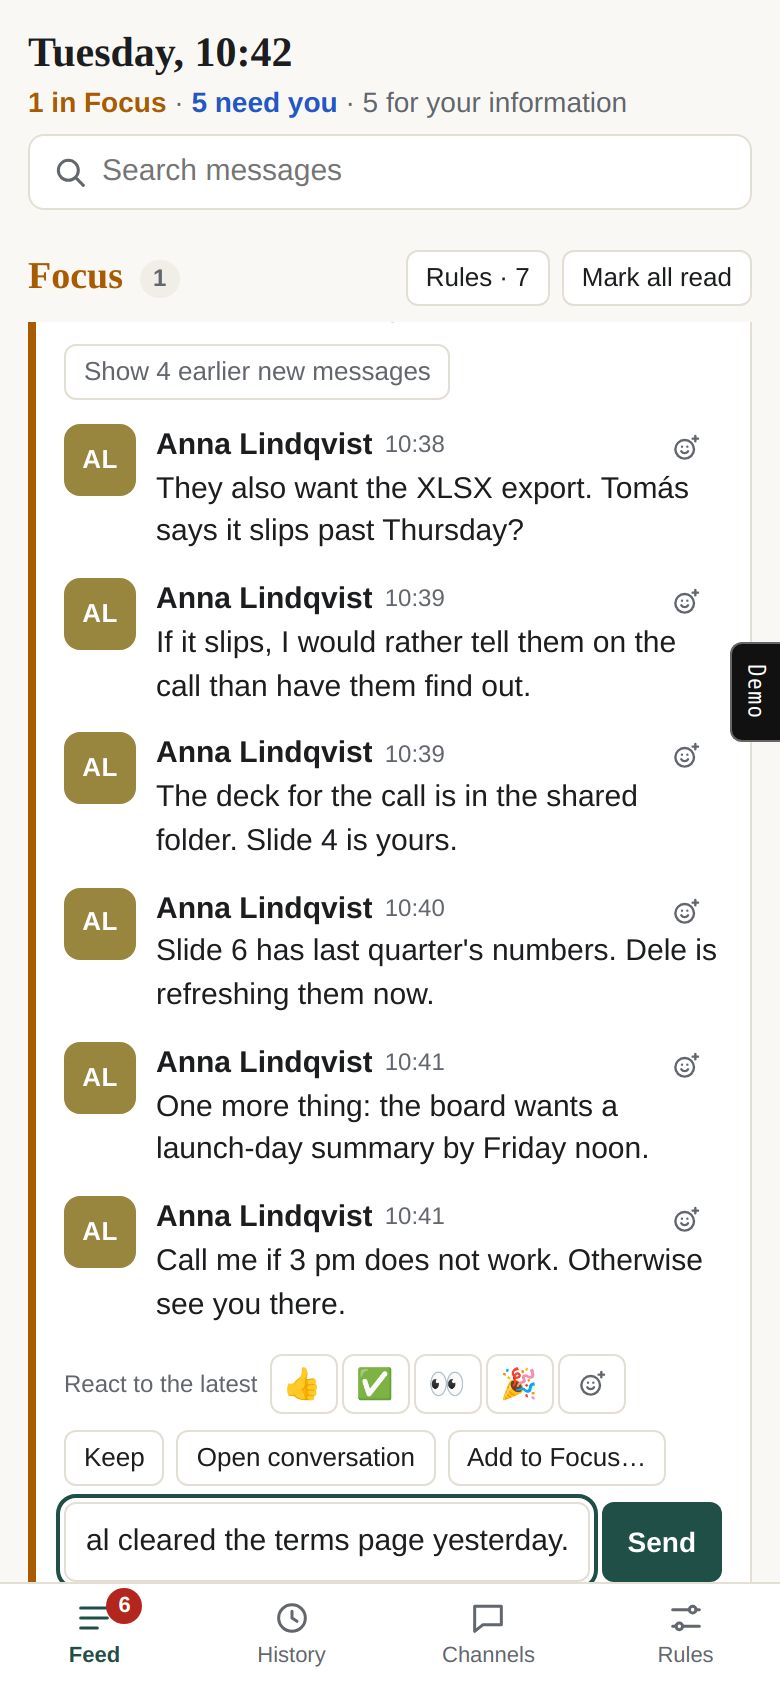 Tuesday, 10:42
1 in Focus · 5 need you · 5 for your information
Search messages
Focus 1 Rules · 7 Mark all read
Show 4 earlier new messages
AL Anna Lindqvist 10:38
They also want the XLSX export. Tomás
says it slips past Thursday?
AL Anna Lindqvist 10:39
If it slips, I would rather tell them on the
call than have them find out.
Demo
AL Anna Lindqvist 10:39
The deck for the call is in the shared
folder. Slide 4 is yours.
AL Anna Lindqvist 10:40
Slide 6 has last quarter's numbers. Dele is
refreshing them now.
AL Anna Lindqvist 10:41
One more thing: the board wants a
launch-day summary by Friday noon.
AL Anna Lindqvist 10:41
Call me if 3 pm does not work. Otherwise
see you there.
React to the latest
Keep Open conversation Add to Focus…
al cleared the terms page yesterday. Send
6
Feed History Channels Rules